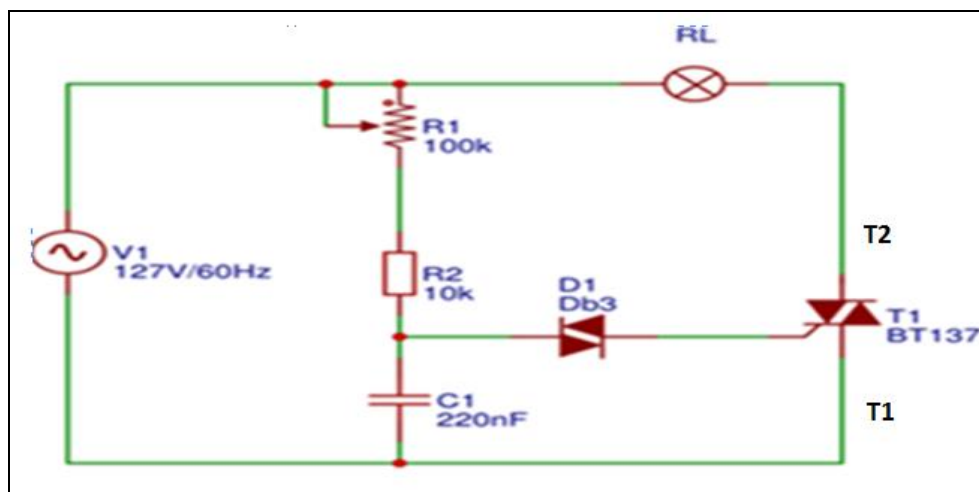 RL
R1
100k
T2
V1
127V/60Hz
R2
10k
D1
Db3
T1
BT137
C1
220nF
T1